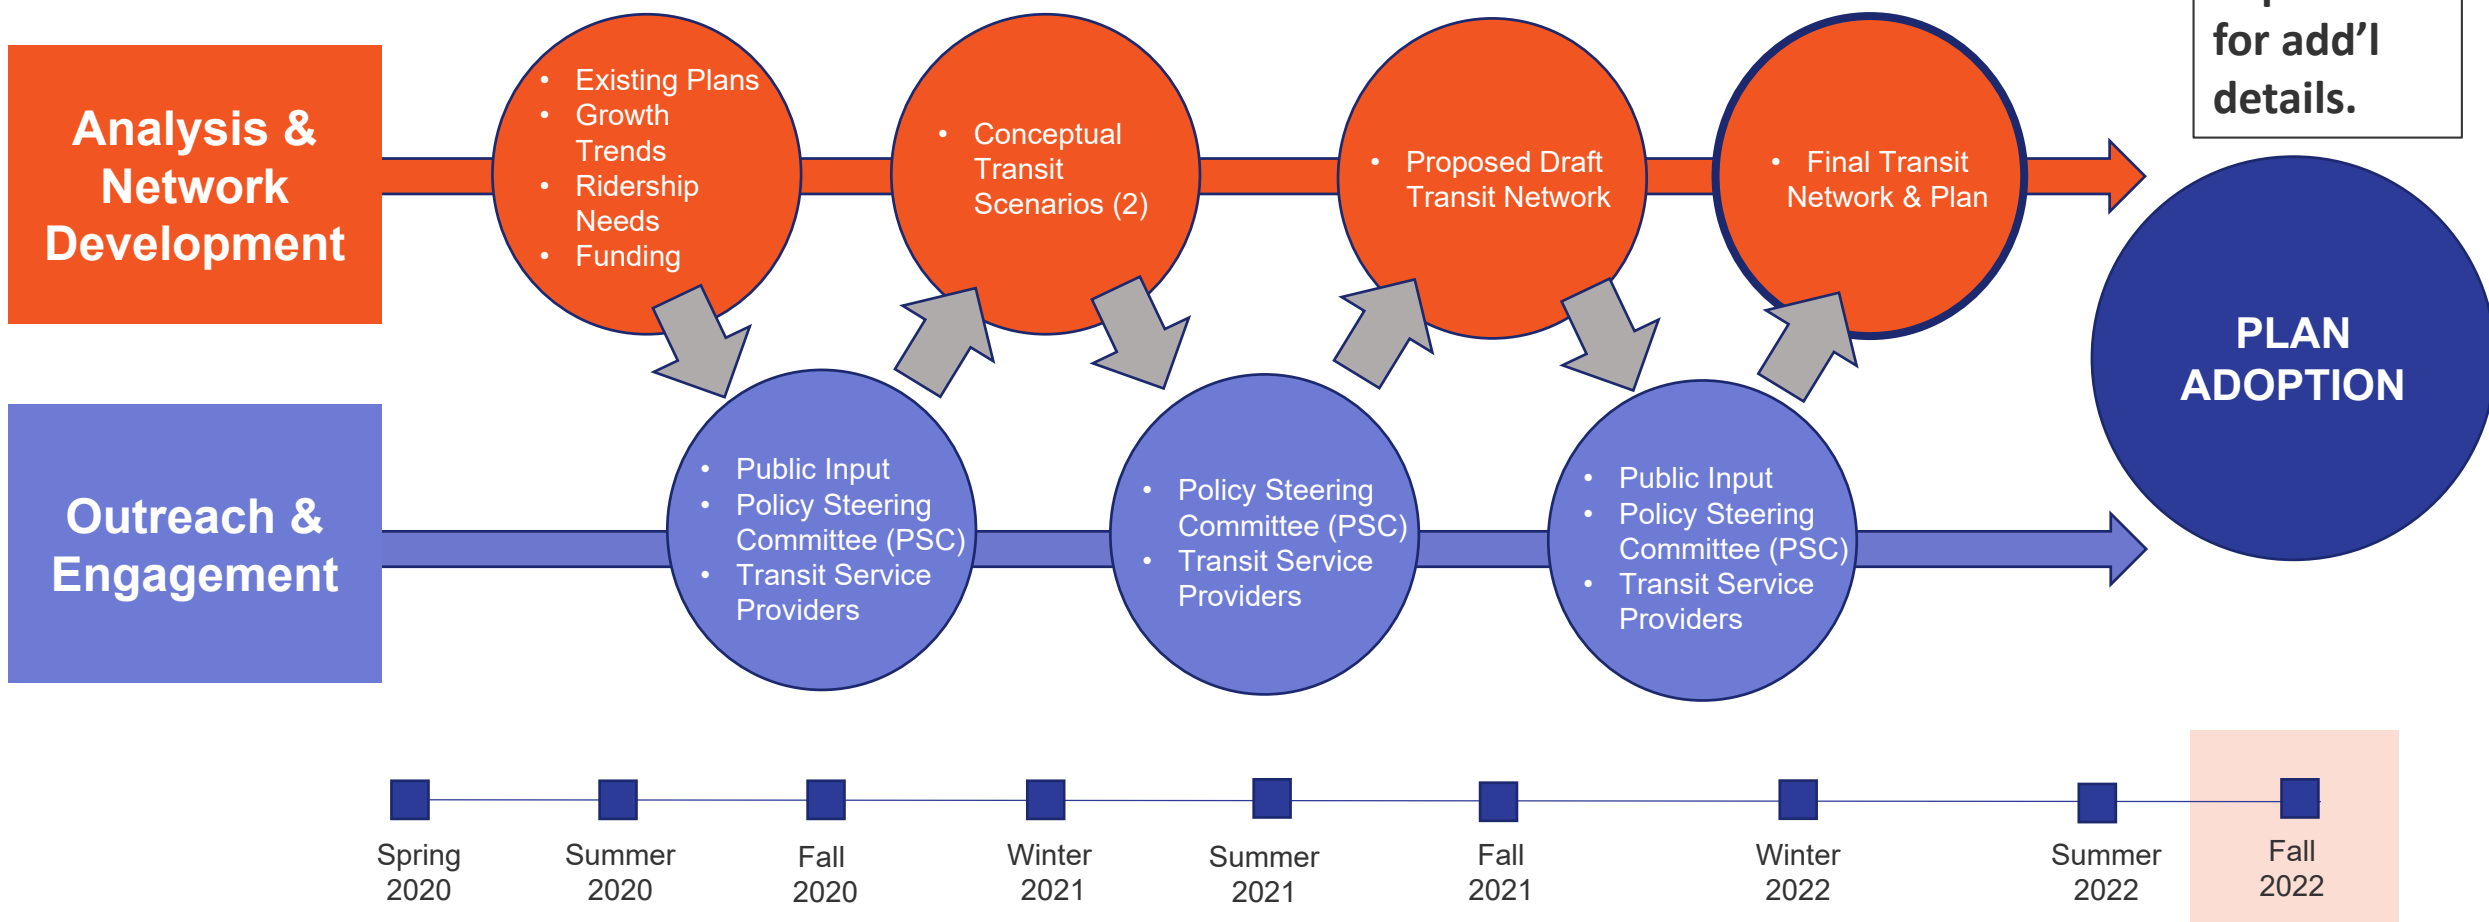 for add'l
details.
Analysis &
Network
Development
• Existing Plans
• Growth
Trends
• Ridership
Needs
• Funding
• Conceptual
Transit
Scenarios (2)
• Proposed Draft
Transit Network
• Final Transit
Network & Plan
PLAN
ADOPTION
Outreach &
Engagement
• Public Input
• Policy Steering
Committee (PSC)
• Transit Service
Providers
• Policy Steering
Committee (PSC)
• Transit Service
Providers
• Public Input
• Policy Steering
Committee (PSC)
• Transit Service
Providers
Spring
2020
Summer
2020
Fall
2020
Winter
2021
Summer
2021
Fall
2021
Winter
2022
Summer
2022
Fall
2022